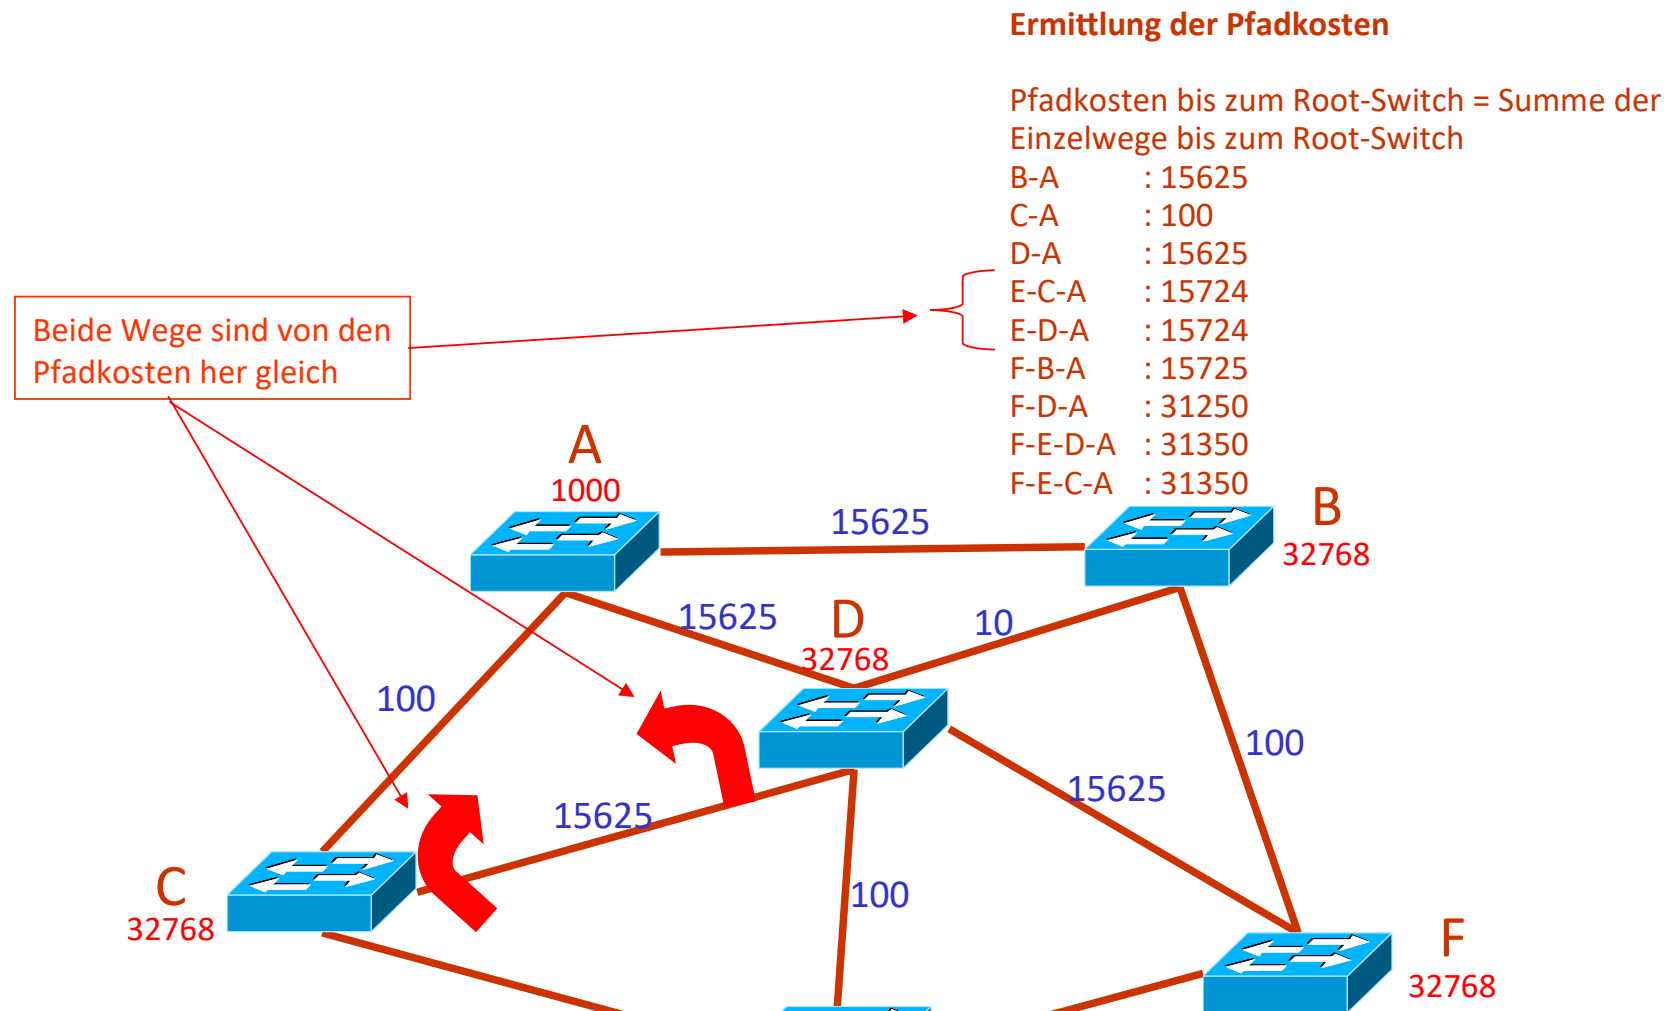 Ermittlung der Pfadkosten
Pfadkosten bis zum Root-Switch = Summe der
Einzelwege bis zum Root-Switch
B-A : 15625
C-A : 100
D-A : 15625
E-C-A : 15724
E-D-A : 15724
F-B-A : 15725
F-D-A : 31250
F-E-D-A : 31350
F-E-C-A : 31350
Beide Wege sind von den
Pfadkosten her gleich
A
1000
B
32768
15625
15625
D
32768
10
100
100
15625
15625
C
32768
100
F
32768